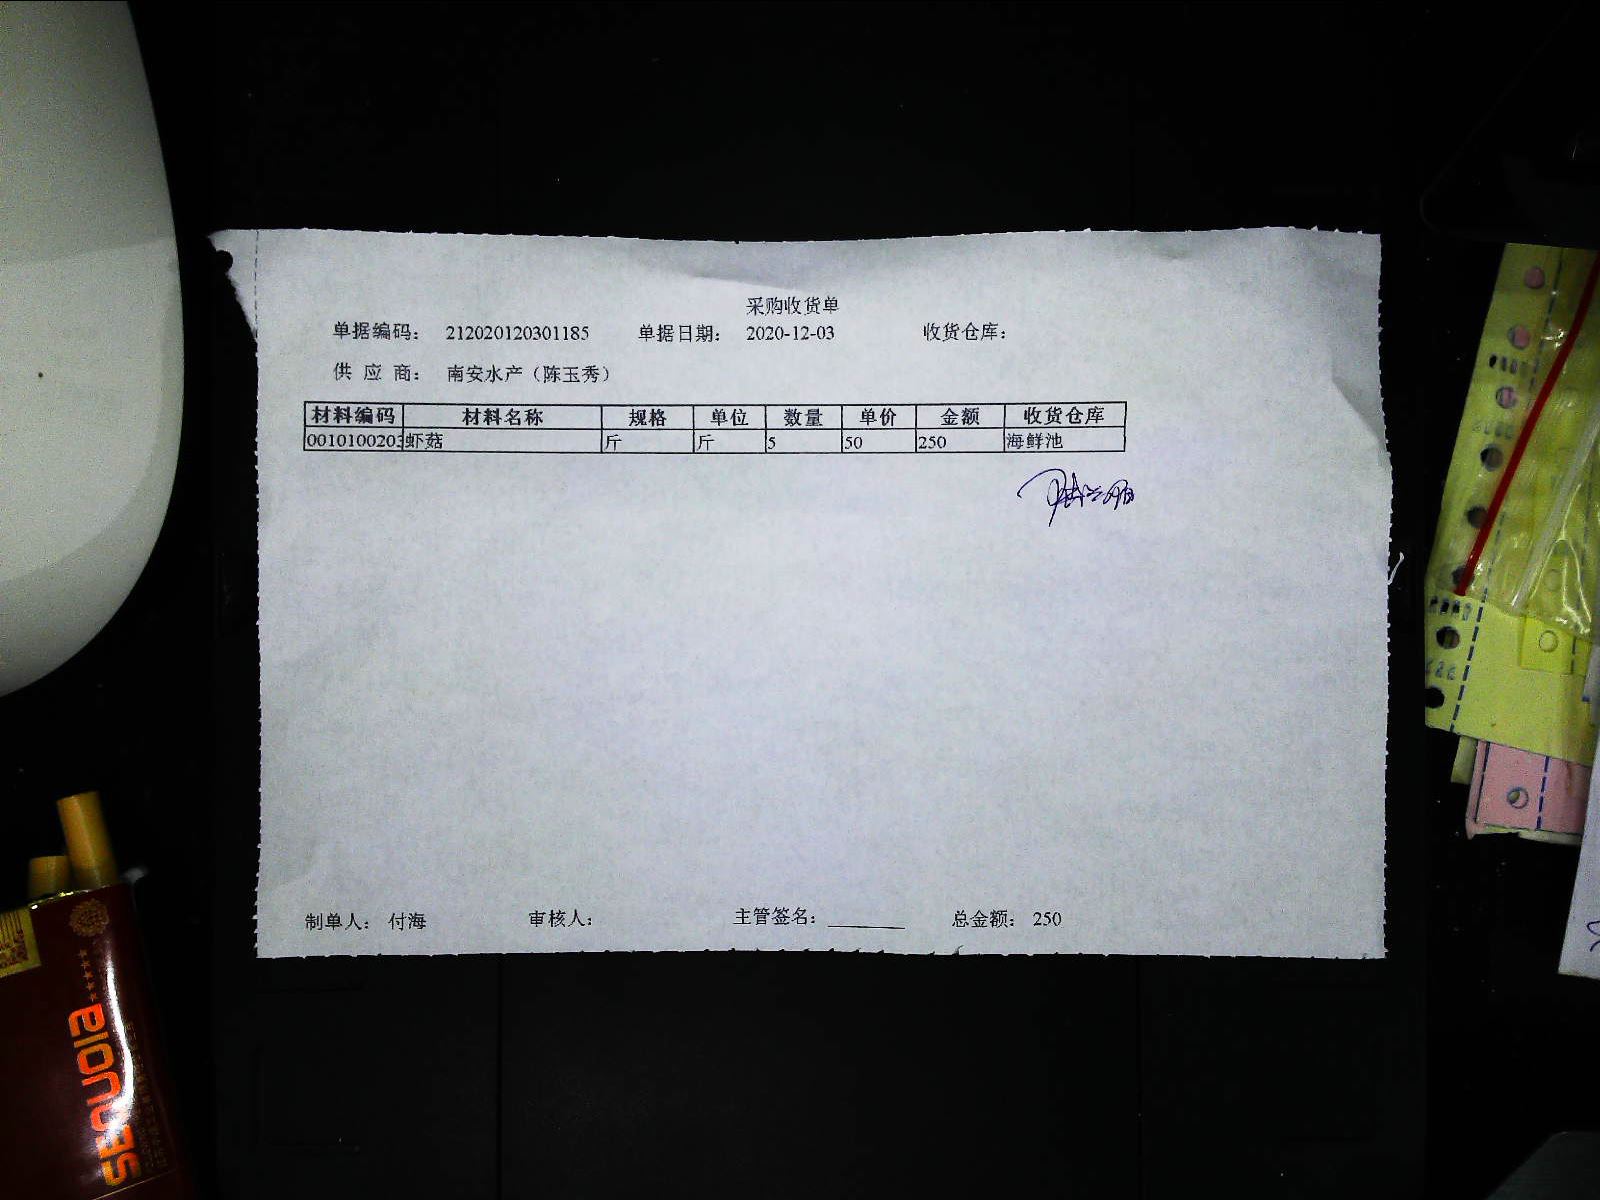 采购收货单
单据编码： 212020120301185 单据日期： 2020-12-03 收货仓库：
供 应 商： 南安水产（陈玉秀）
材料编码 材料名称 规格 单位 数量 单价 金额 收货仓库
0010100203 虾菇 斤 斤 5 50 250 海鲜池
制单人： 付海 审核人： 主管签名： 总金额： 250
SEQUOIA